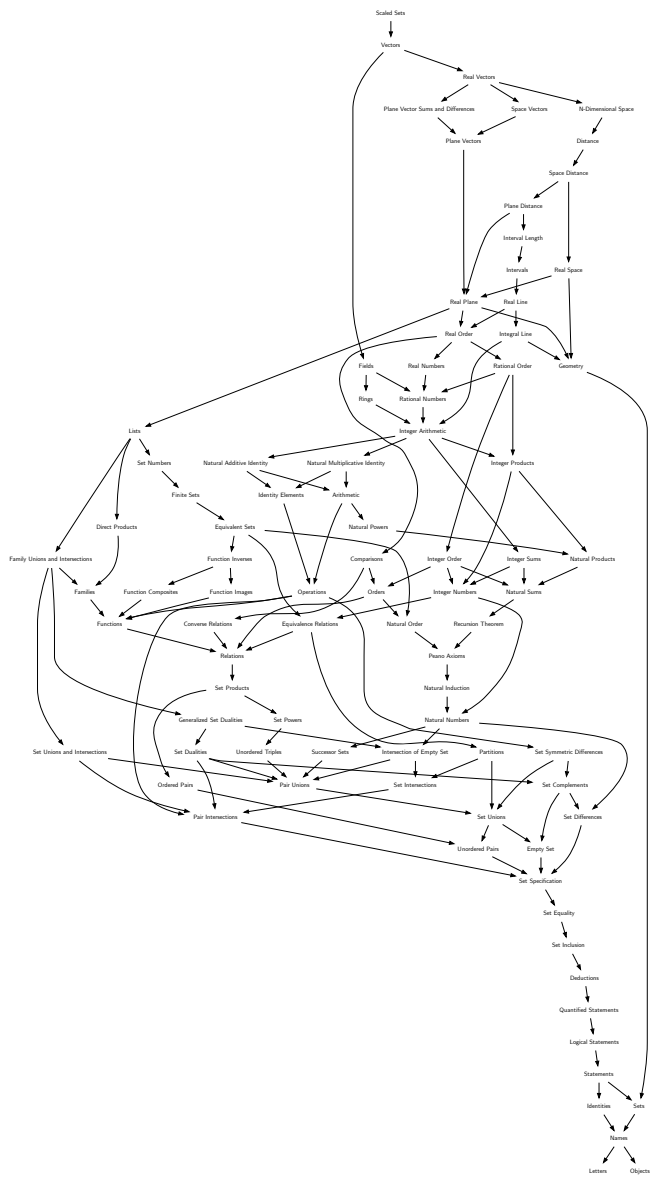 Scaled Sets
Vectors
Real Vectors
Plane Vector Sums and Differences
Space Vectors
N-Dimensional Space
Plane Vectors
Distance
Space Distance
Plane Distance
Interval Length
Intervals
Real Space
Real Plane
Real Line
Real Order
Integral Line
Fields
Real Numbers
Rational Order
Geometry
Rings
Rational Numbers
Lists
Integer Arithmetic
Set Numbers
Natural Additive Identity
Natural Multiplicative Identity
Integer Products
Finite Sets
Identity Elements
Arithmetic
Direct Products
Equivalent Sets
Natural Powers
Family Unions and Intersections
Function Inverses
Comparisons
Integer Order
Integer Sums
Natural Products
Families
Function Composites
Function Images
Operations
Orders
Integer Numbers
Natural Sums
Functions
Converse Relations
Equivalence Relations
Natural Order
Recursion Theorem
Relations
Peano Axioms
Set Products
Natural Induction
Generalized Set Dualities
Set Powers
Natural Numbers
Set Unions and Intersections
Set Dualities
Unordered Triples
Successor Sets
Intersection of Empty Set
Partitions
Set Symmetric Differences
Ordered Pairs
Pair Unions
Set Intersections
Set Complements
Pair Intersections
Set Unions
Set Differences
Unordered Pairs
Empty Set
Set Specification
Set Equality
Set Inclusion
Deductions
Quantified Statements
Logical Statements
Statements
Identities
Sets
Names
Letters
Objects